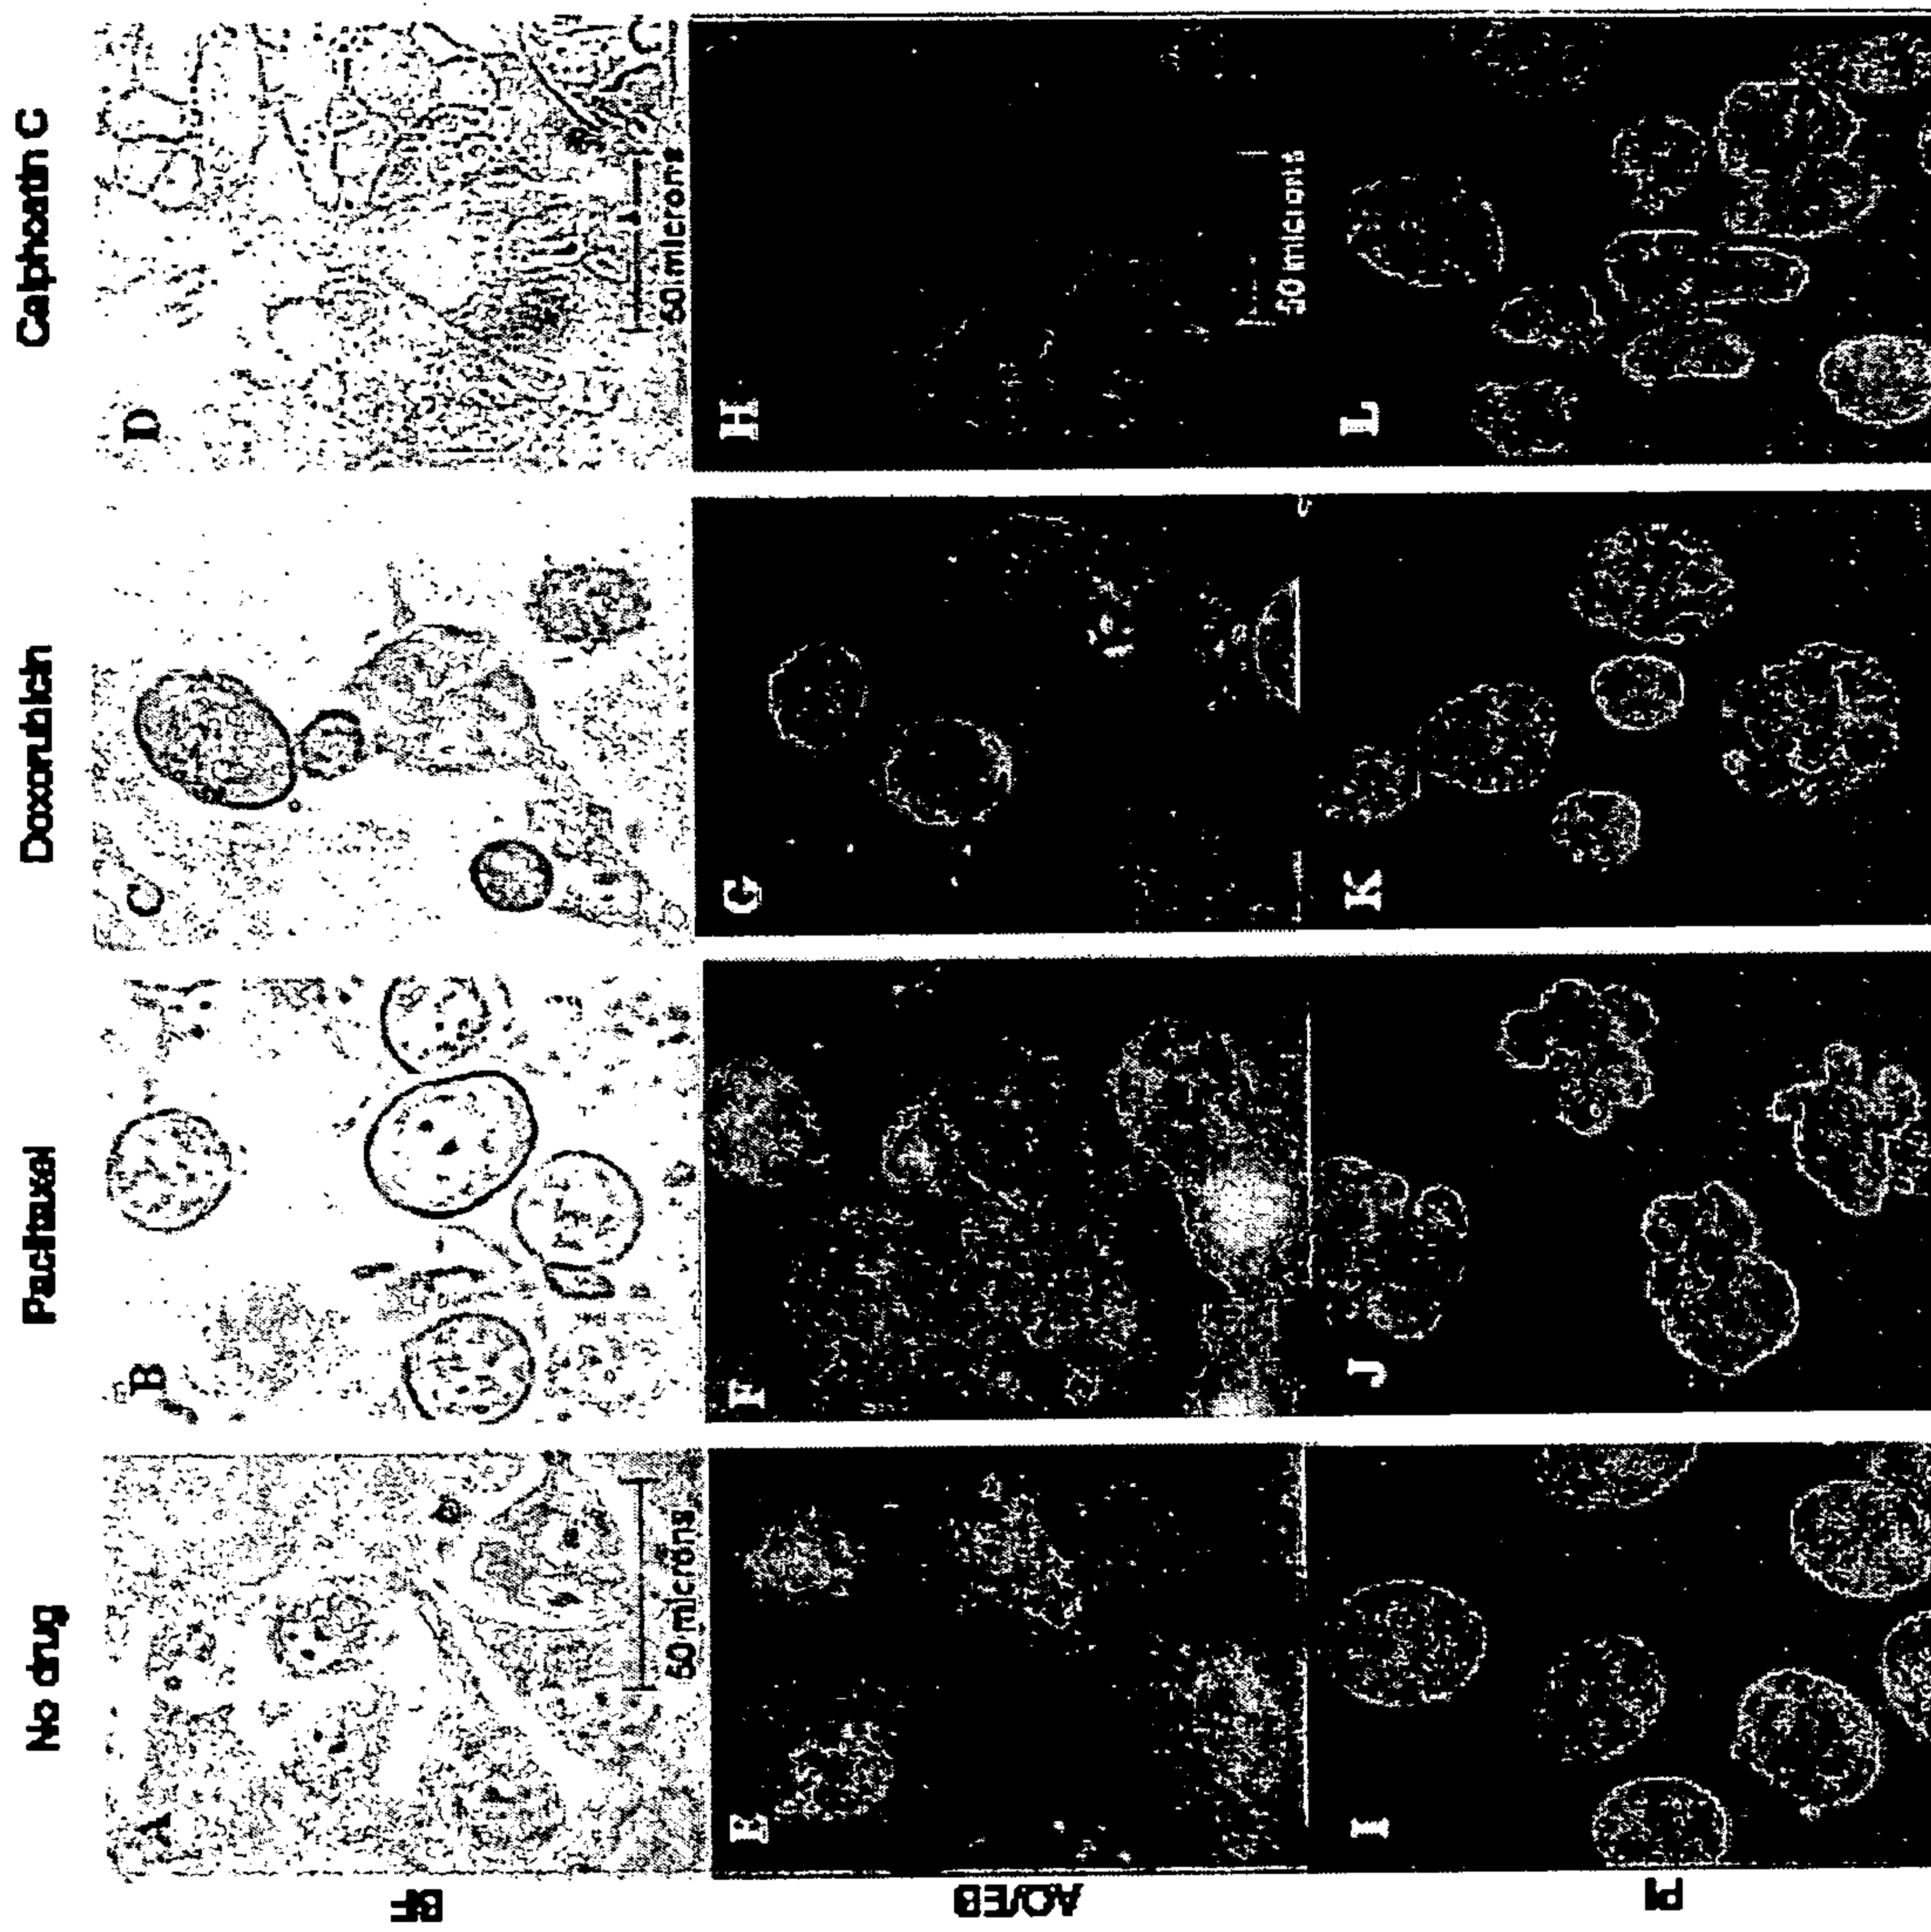 No drug
Paclitaxel
Doxorubicin
Calphostin C
BF
A
50 microns
B
C
D
50 microns
AO/EB
E
F
G
H
50 microns
PI
I
J
K
L